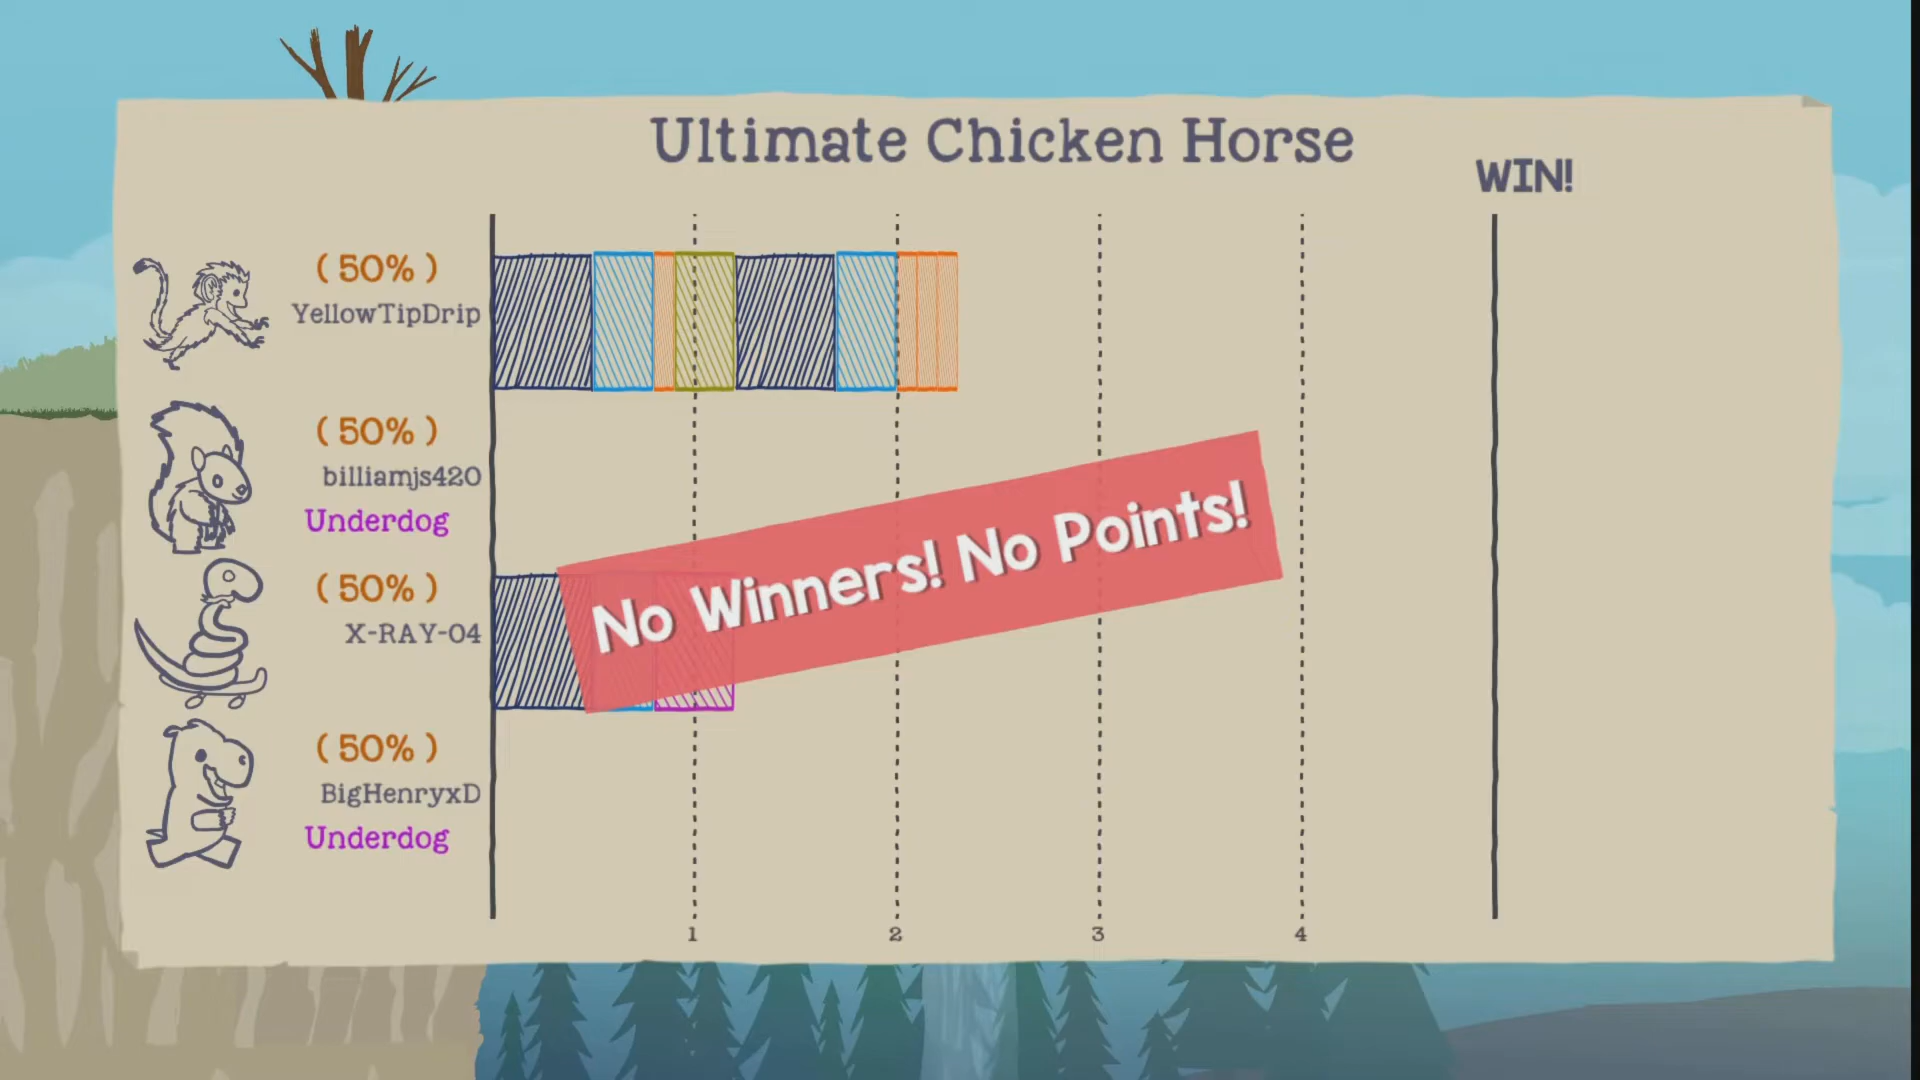 Ultimate Chicken Horse
WIN!
( 50% )
YellowTipDrip
( 50% )
billiamjs420
Underdog
No Winners! No Points!
( 50% )
X-RAY-04
( 50% )
BigHenryxD
Underdog
1 2 3 4